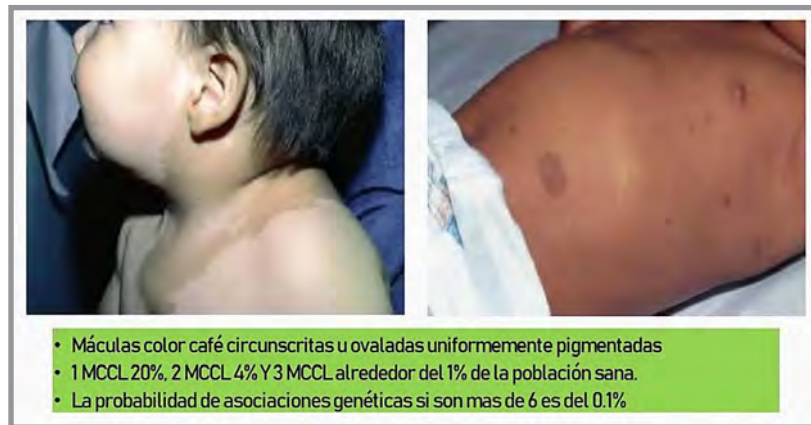 • Máculas color café circunscritas u ovaladas uniformemente pigmentadas
• 1 MCCL 20%, 2 MCCL 4% Y 3 MCCL alrededor del 1% de la población sana.
• La probabilidad de asociaciones genéticas si son mas de 6 es del 0.1%